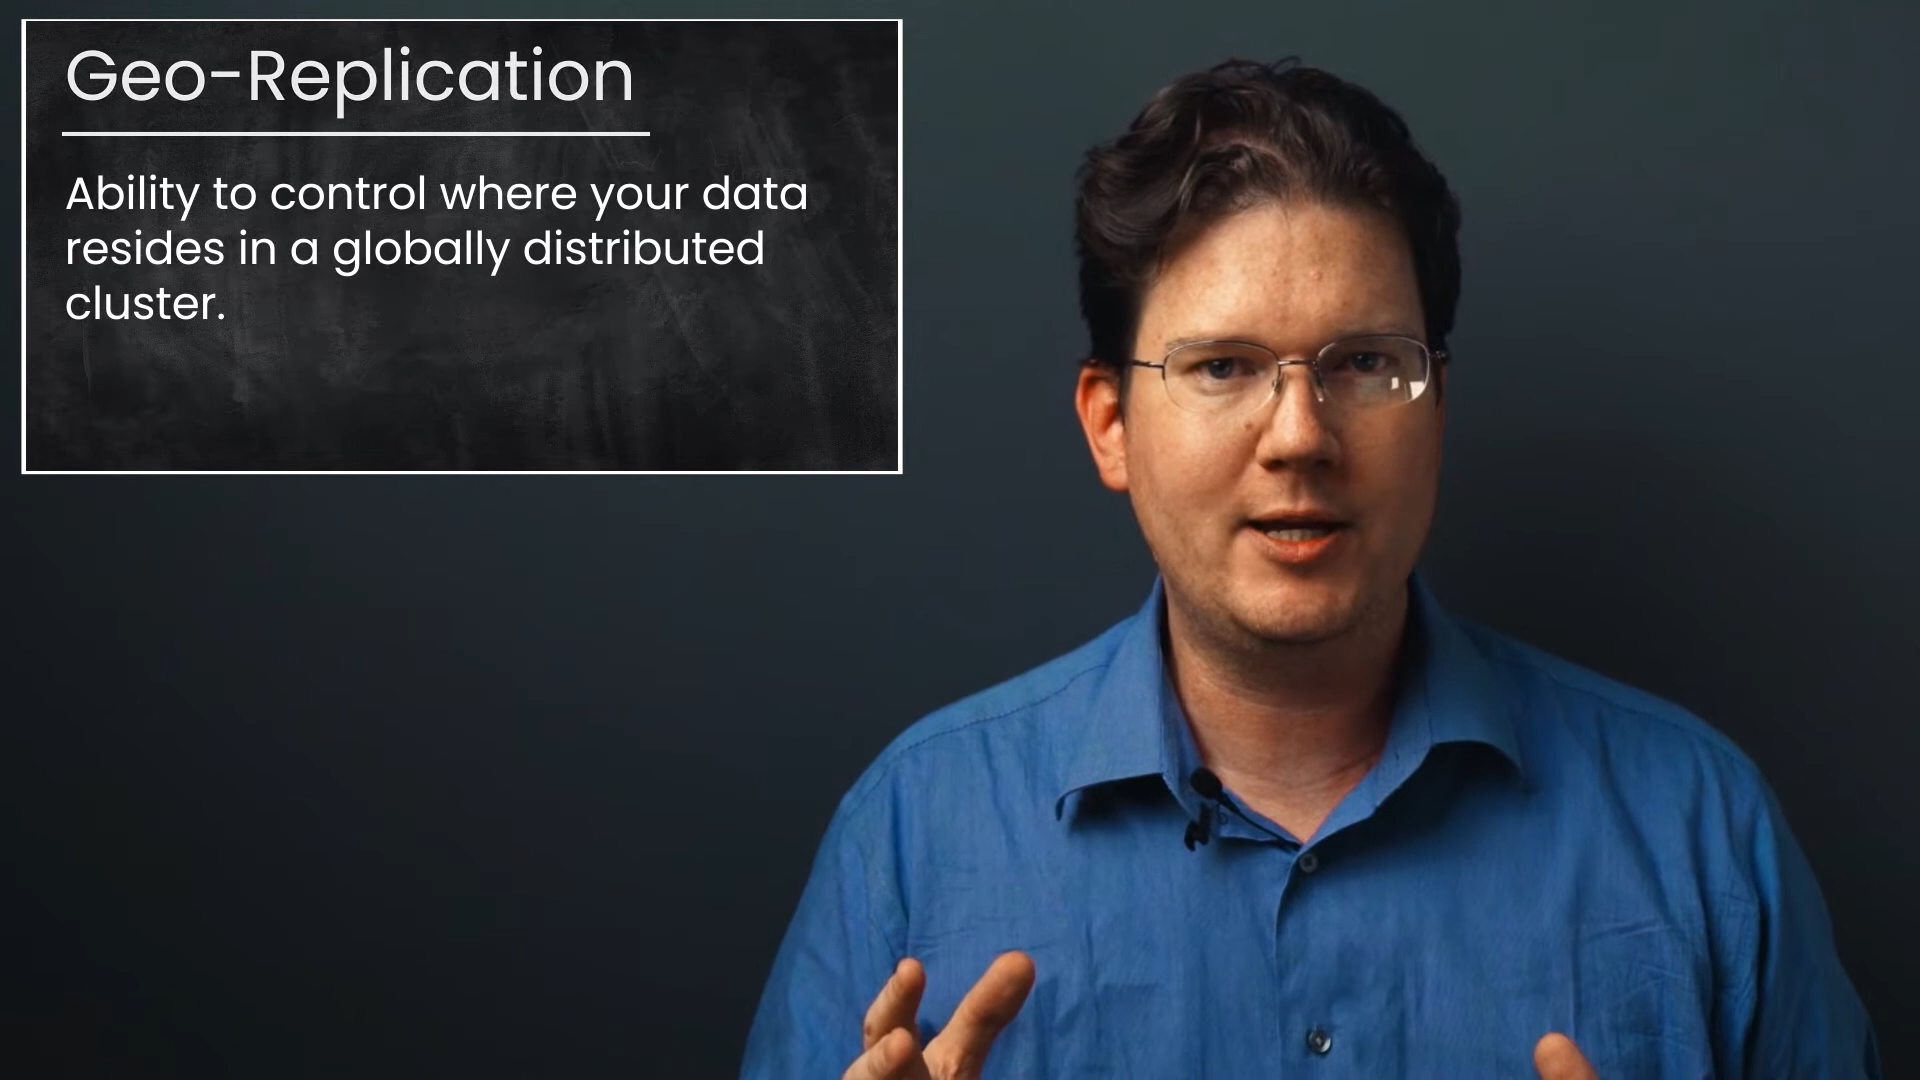 Geo-Replication
Ability to control where your data
resides in a globally distributed
cluster.